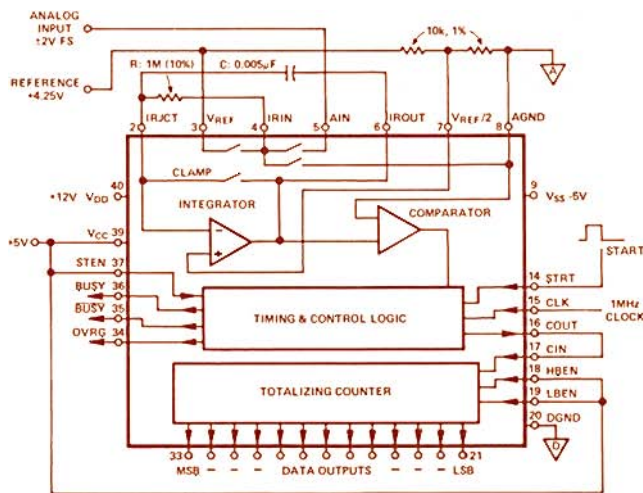 ANALOG
INPUT
±2V FS
10k, 1%
R: 1M (10%)
C: 0.005µF
REFERENCE
+4.25V
A
IRJCT
VREF
IRIN
AIN
IROUT
VREF/2
AGND
2
3
4
5
6
7
8
CLAMP
40
+12V VDD
9
VSS -5V
INTEGRATOR
COMPARATOR
−
+
+5V
VCC 39
START
STEN 37
14 STRT
BUSY 36
TIMING & CONTROL LOGIC
15 CLK
1MHz
CLOCK
BUSY 35
16 COUT
OVRG 34
17 CIN
18 HBEN
TOTALIZING COUNTER
19 LBEN
20 DGND
D
33
21
MSB – – – DATA OUTPUTS – – – LSB